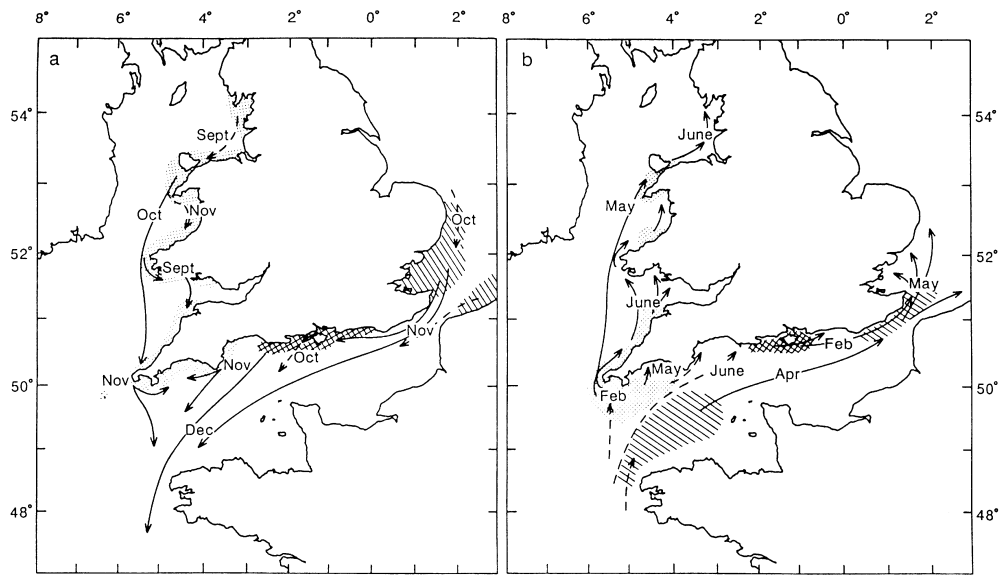 8° 6° 4° 2° 0° 2° 8° 6° 4° 2° 0° 2°
a b
54° 54°
Sept June
Oct Nov Oct May
52° 52°
Sept May
June
Nov Feb
Oct
Nov May June Apr
50° Nov 50°
Feb
Dec
48° 48°